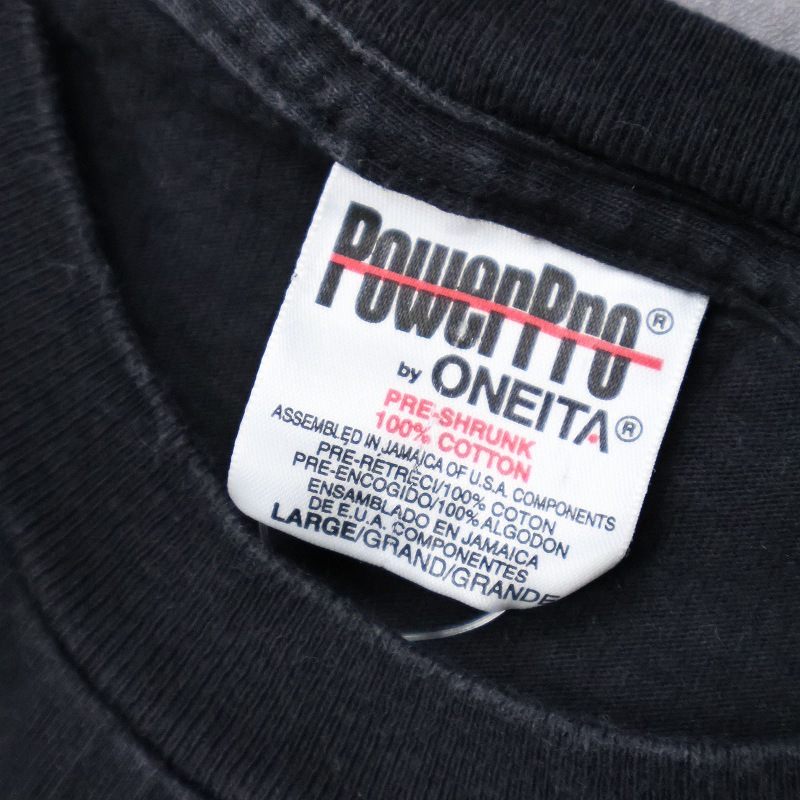 PowerPro®
by ONEITA®
PRE-SHRUNK
100% COTTON
ASSEMBLED IN JAMAICA OF U.S.A. COMPONENTS
PRE-RETRECI/100% COTON
PRE-ENCOGIDO/100% ALGODON
ENSAMBLADO EN JAMAICA
DE E.U.A. COMPONENTES
LARGE/GRAND/GRANDE